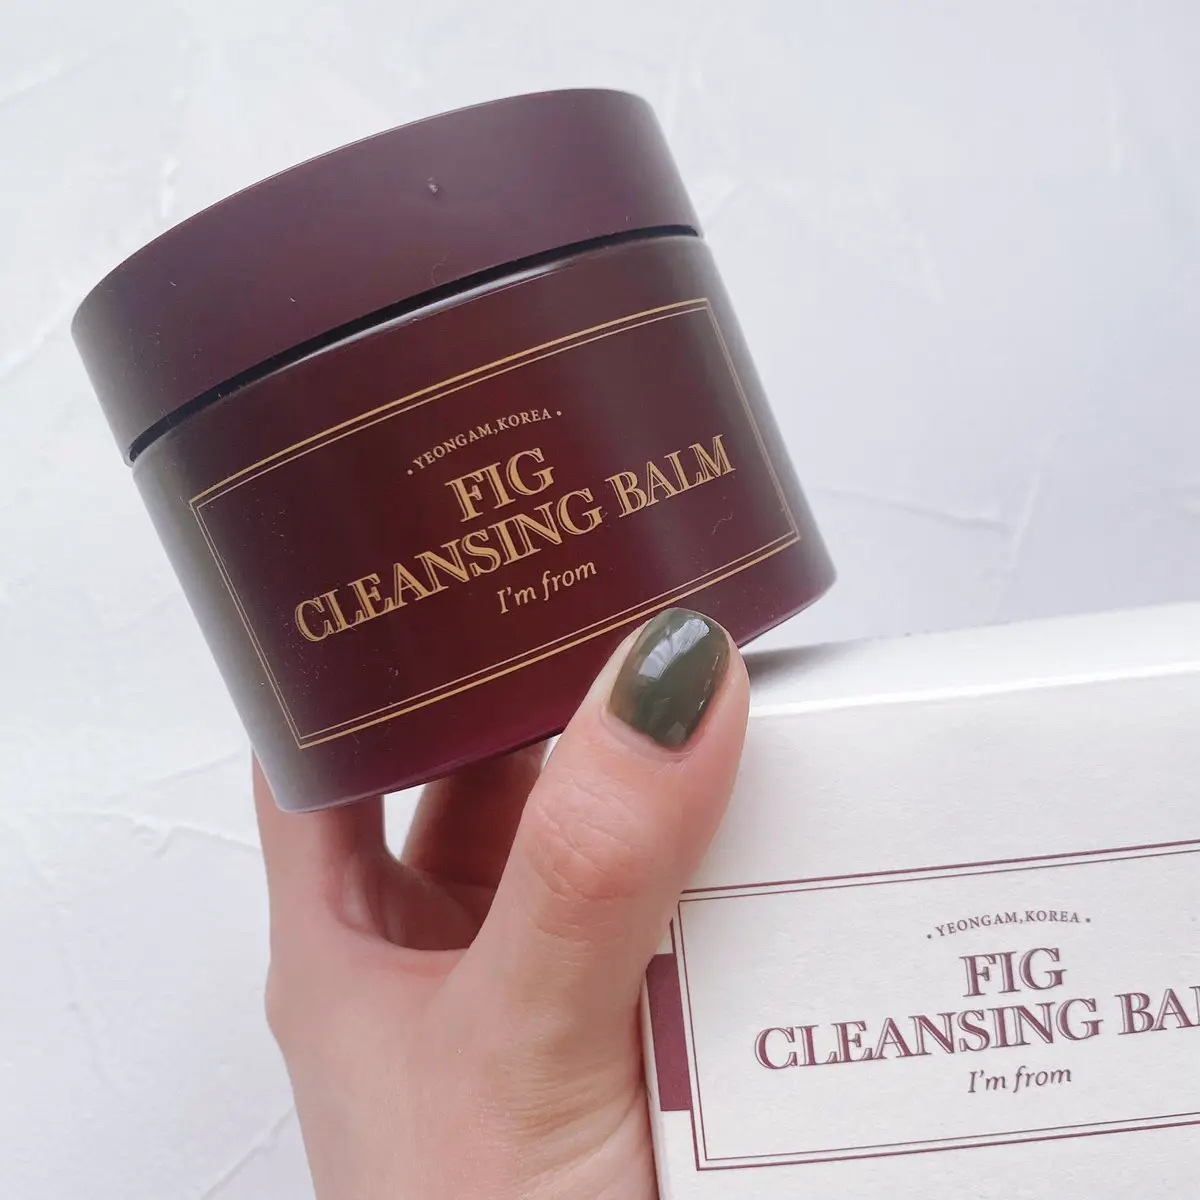 • YEONGAM,KOREA •
FIG
CLEANSING BALM
I'm from
• YEONGAM,KOREA •
FIG
CLEANSING BA
I'm from